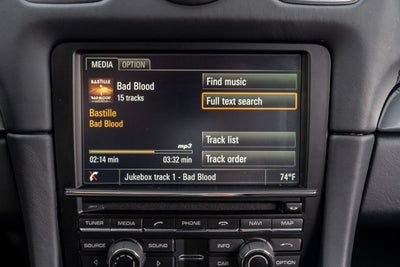 MEDIA OPTION
BASTILLE
BAD BLOOD
Bad Blood
15 tracks
Bastille
Bad Blood
Find music
Full text search
Track list
Track order
mp3
02:14 min 03:32 min
Jukebox track 1 - Bad Blood 74°F
TUNER MEDIA PHONE NAVI MAP
SOURCE SOUND INFO
CAR OPTION